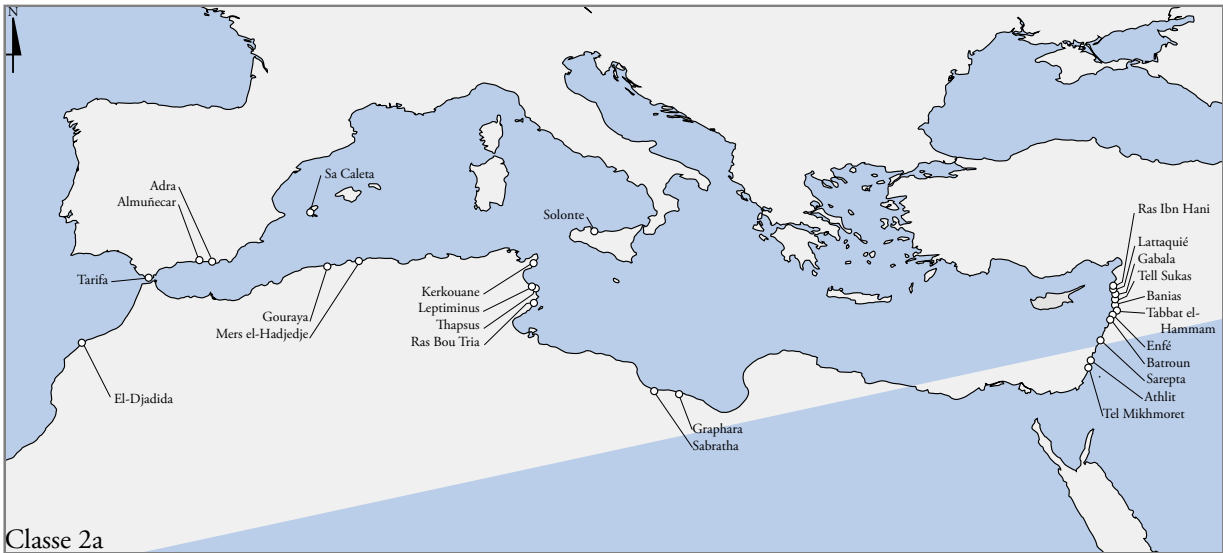 N
Sa Caleta
Adra
Almuñecar
Tarifa
El-Djadida
Gouraya
Mers el-Hadjedje
Solonte
Kerkouane
Leptiminus
Thapsus
Ras Bou Tria
Graphara
Sabratha
Ras Ibn Hani
Lattaquié
Gabala
Tell Sukas
Banias
Tabbat el-
Hammam
Enfé
Batroun
Sarepta
Athlit
Tel Mikhmoret
Classe 2a